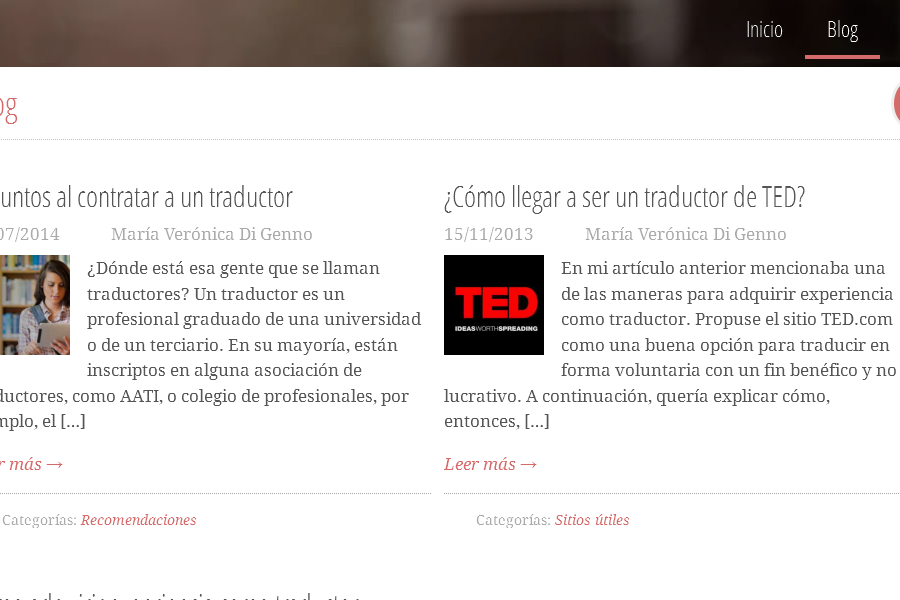 Inicio Blog
untos al contratar a un traductor
07/2014 María Verónica Di Genno
¿Dónde está esa gente que se llaman
traductores? Un traductor es un
profesional graduado de una universidad
o de un terciario. En su mayoría, están
inscriptos en alguna asociación de
ductores, como AATI, o colegio de profesionales, por
mplo, el [...]
r más →
Categorías: Recomendaciones
¿Cómo llegar a ser un traductor de TED?
15/11/2013 María Verónica Di Genno
TED
IDEAS WORTH SPREADING
En mi artículo anterior mencionaba una
de las maneras para adquirir experiencia
como traductor. Propuse el sitio TED.com
como una buena opción para traducir en
forma voluntaria con un fin benéfico y no
lucrativo. A continuación, quería explicar cómo,
entonces, [...]
Leer más →
Categorías: Sitios útiles